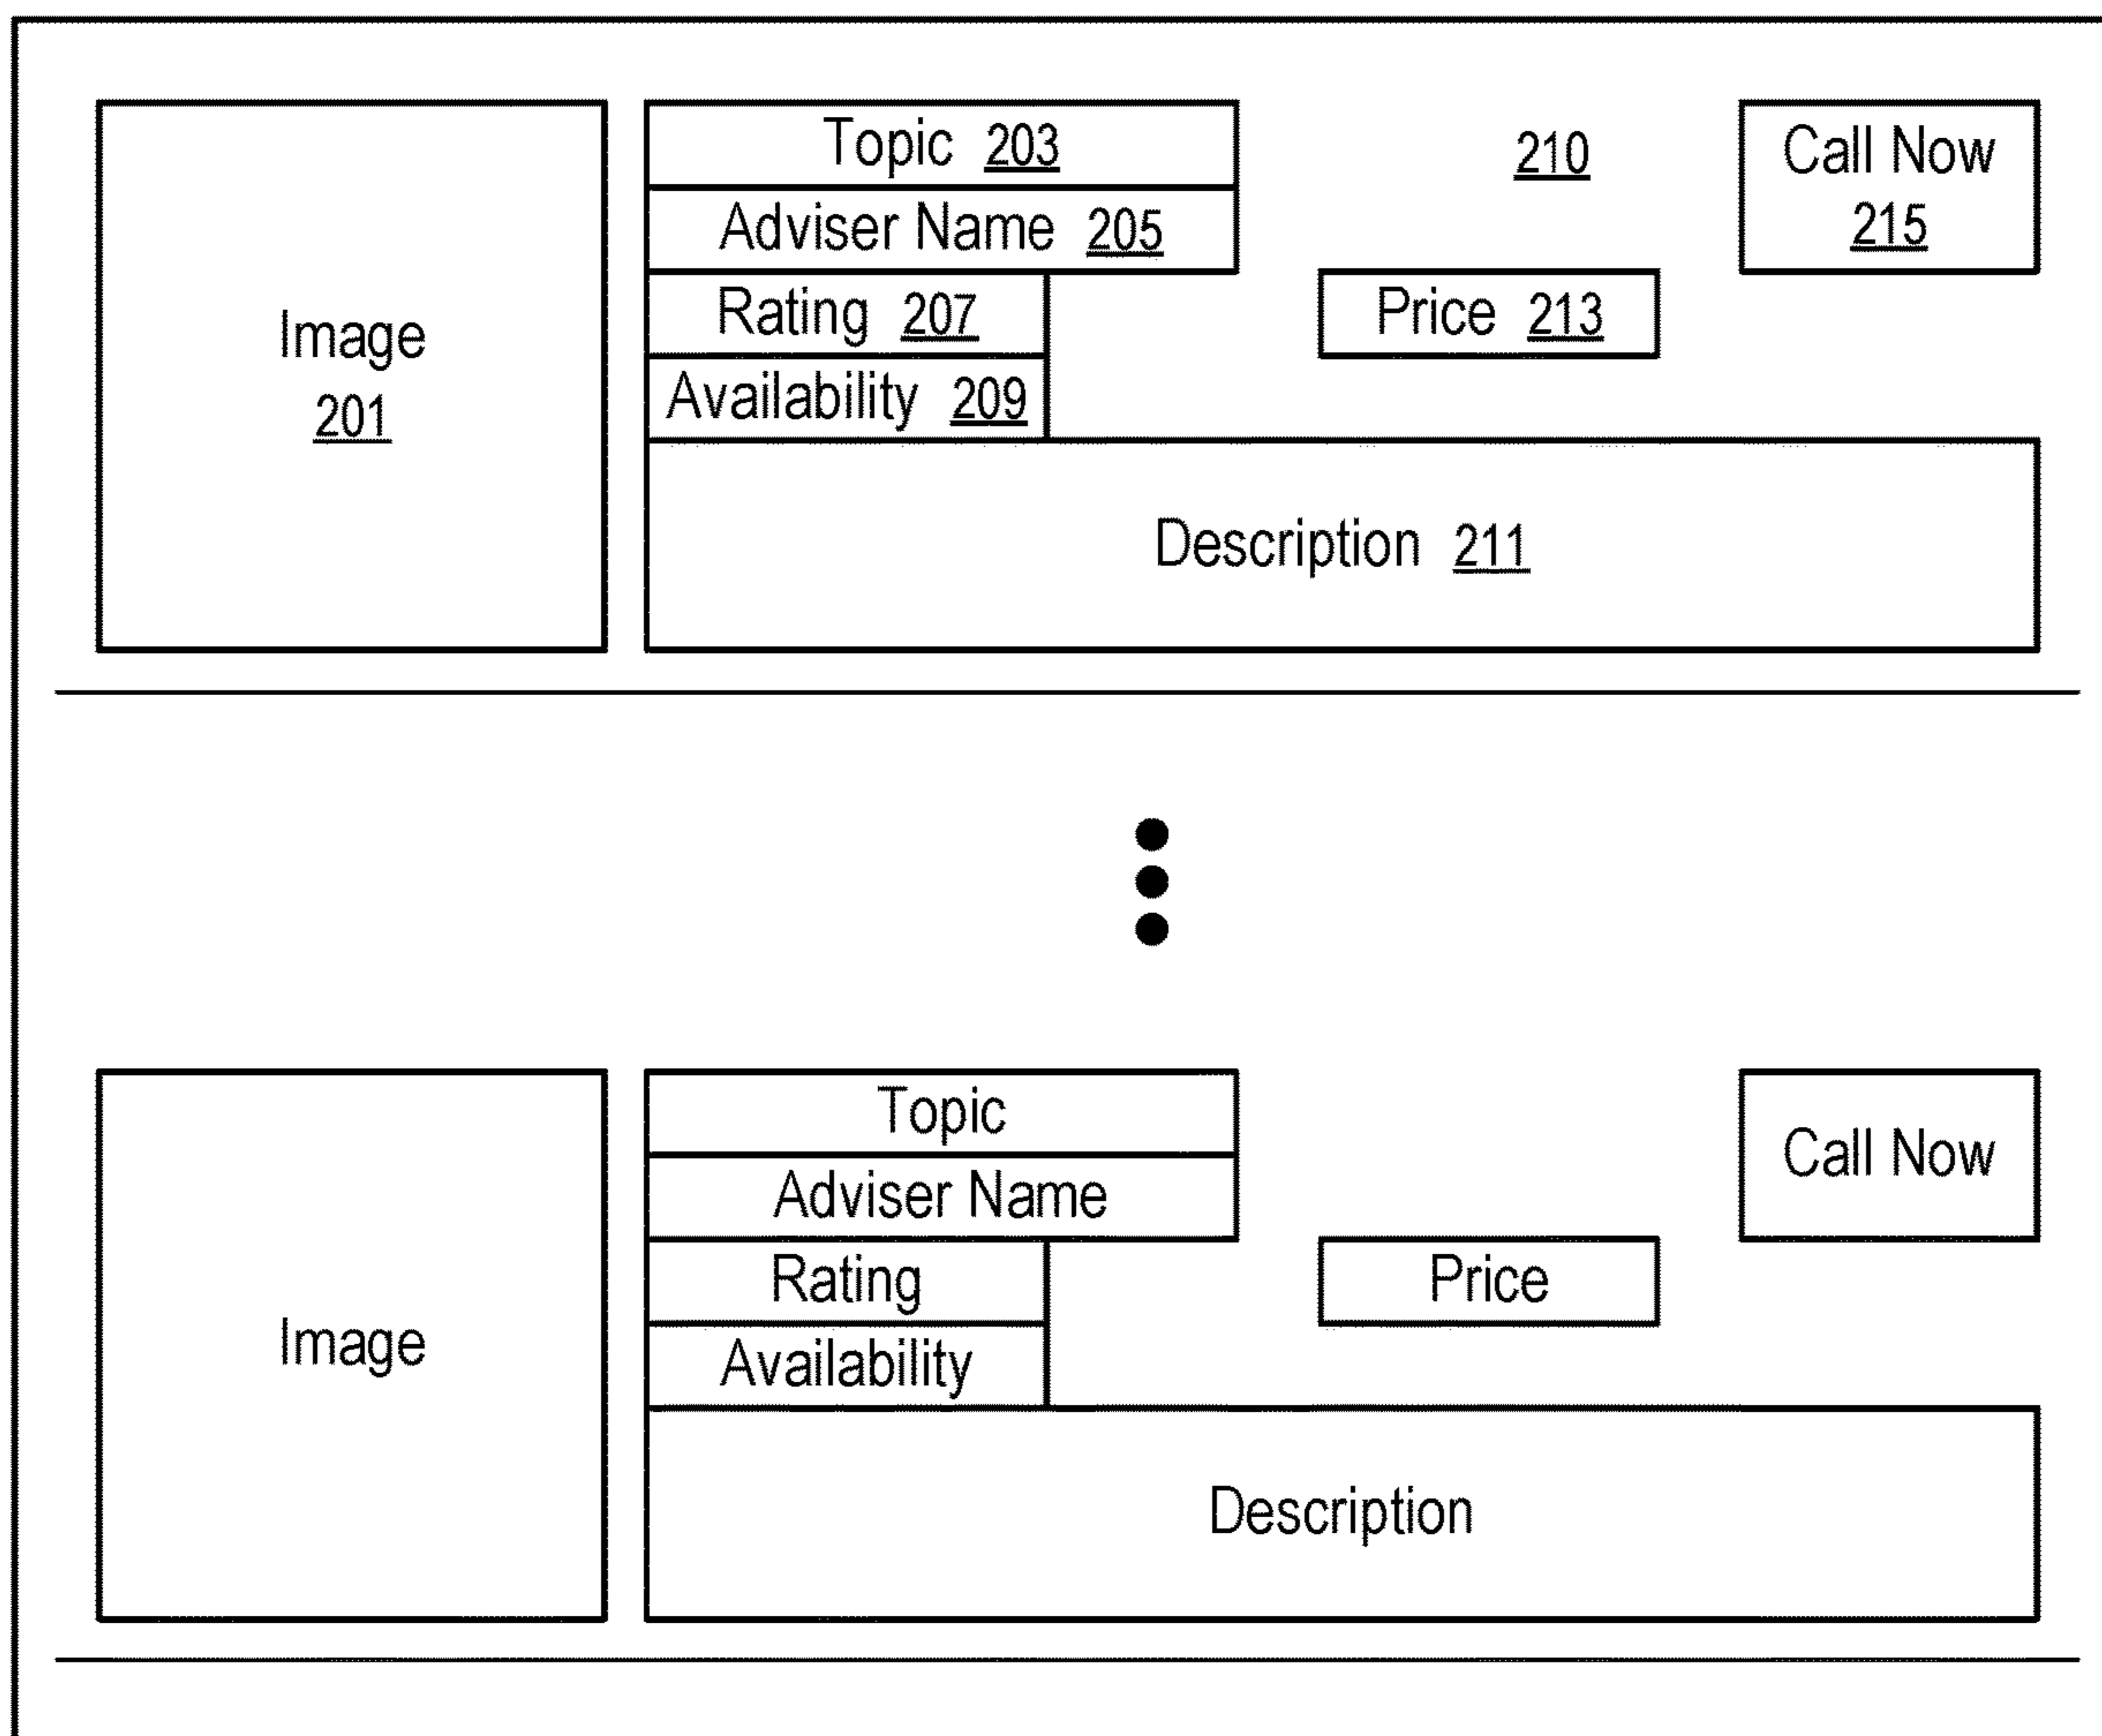 Image
201
Topic 203
Adviser Name 205
Rating 207
Availability 209
210
Price 213
Call Now
215
Description 211
Image
Topic
Adviser Name
Rating
Availability
Price
Call Now
Description